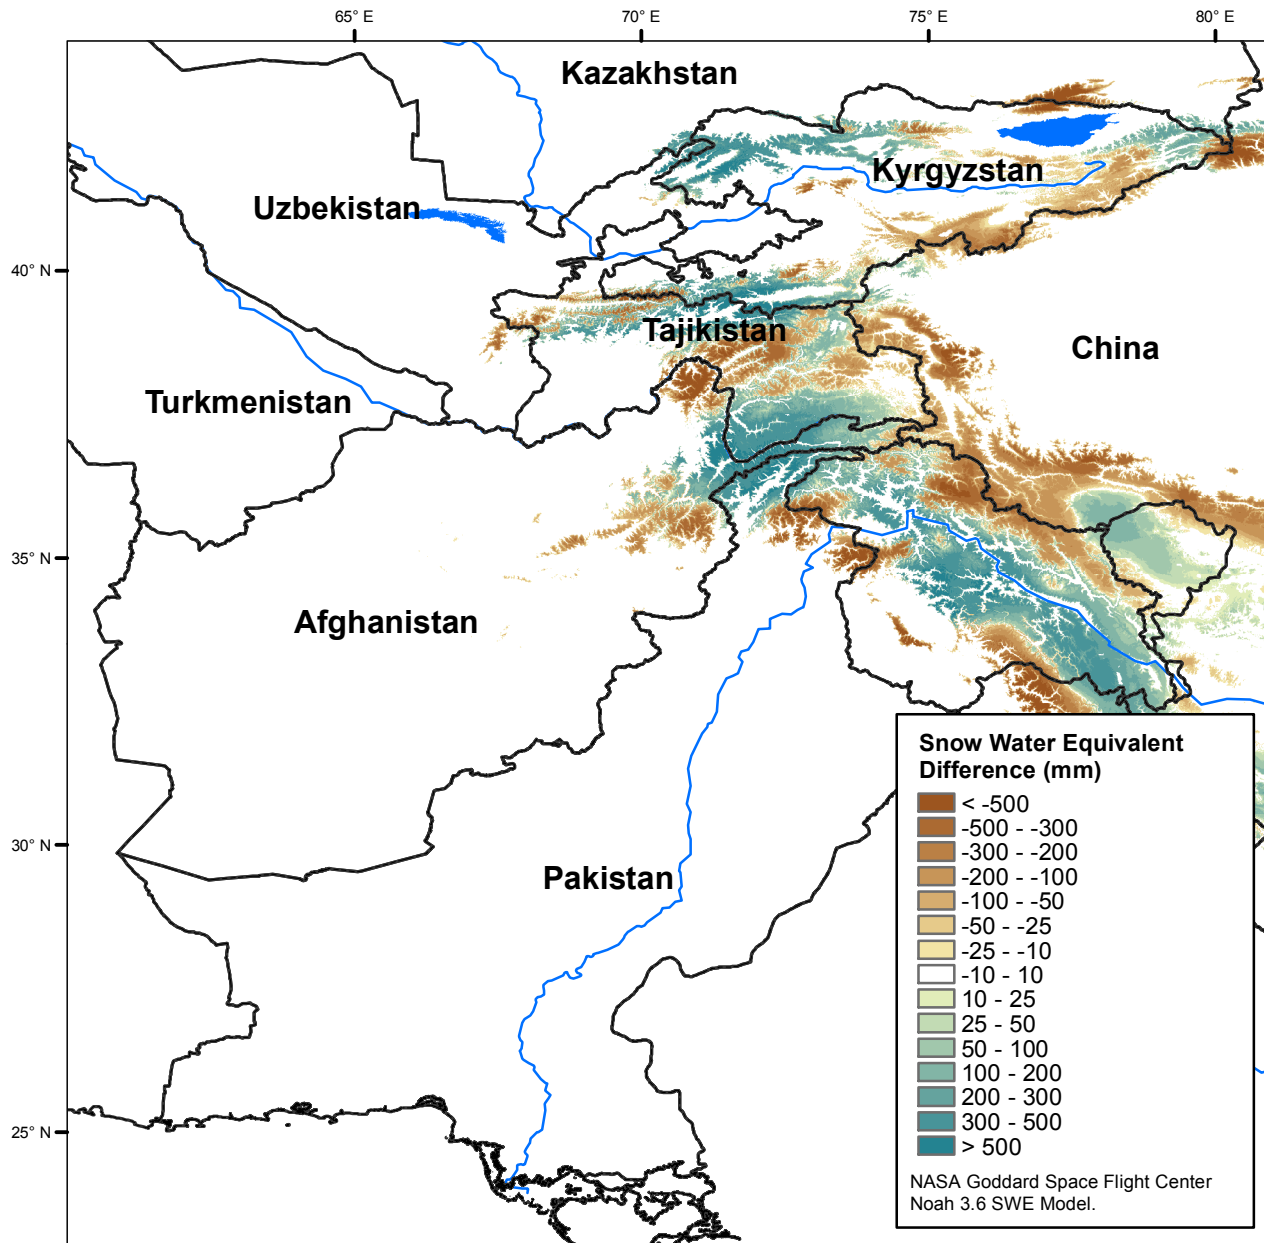 65° E
70° E
75° E
80° E
Kazakhstan
Kyrgyzstan
Uzbekistan
40° N
Tajikistan
China
Turkmenistan
35° N
Afghanistan
30° N
Pakistan
25° N
Snow Water Equivalent
Difference (mm)
< -500
-500 - -300
-300 - -200
-200 - -100
-100 - -50
-50 - -25
-25 - -10
-10 - 10
10 - 25
25 - 50
50 - 100
100 - 200
200 - 300
300 - 500
> 500
NASA Goddard Space Flight Center
Noah 3.6 SWE Model.